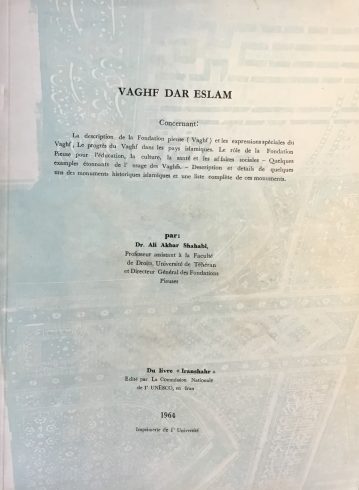 VAGHF DAR ESLAM
Concernant:
La description de la Fondation pieuse ( Vaghf ) et les expressions spéciales du
Vaghf; Le progrès du Vaghf dans les pays islamiques. Le rôle de la Fondation
Pieuse pour l'éducation, la culture, la santé et les affaires sociales – Quelques
examples étonnants de l' usage des Vaghfs. – Description et details de quelques
uns des monuments historiques islamiques et une liste complète de ces monuments.
par:
Dr. Ali Akbar Shahabi,
Professeur assistant à la Faculté
de Droits, Université de Téhéran
et Directeur Général des Fondations
Pieuses
Du livre « Iranshahr »
Edité par La Commission Nationale
de l' UNESCO, en Iran
1964
Imprimerie de l' Université